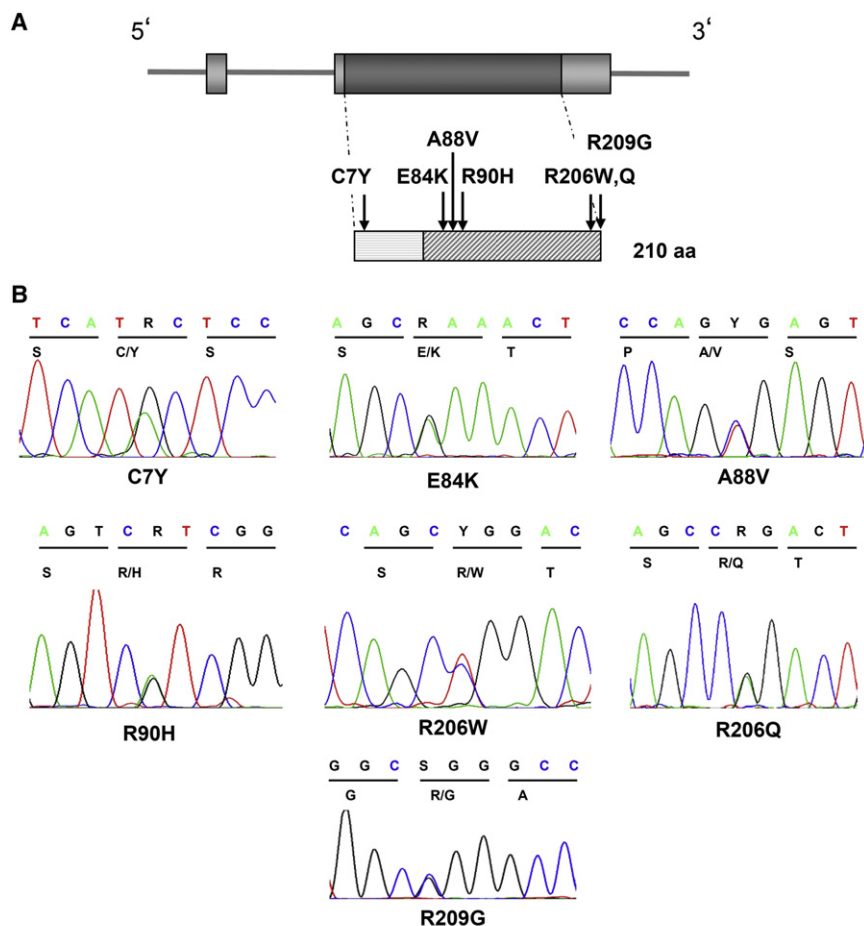 A
5‘ 3‘
R209G
A88V
C7Y E84K R90H R206W,Q
210 aa
B
T C A T R C T C C
S C/Y S
C7Y
A G C R A A A C T
S E/K T
E84K
C C A G Y G A G T
P A/V S
A88V
A G T C R T C G G
S R/H R
R90H
C A G C Y G G A C
S R/W T
R206W
A G C C R G A C T
S R/Q T
R206Q
G G C S G G G C C
G R/G A
R209G